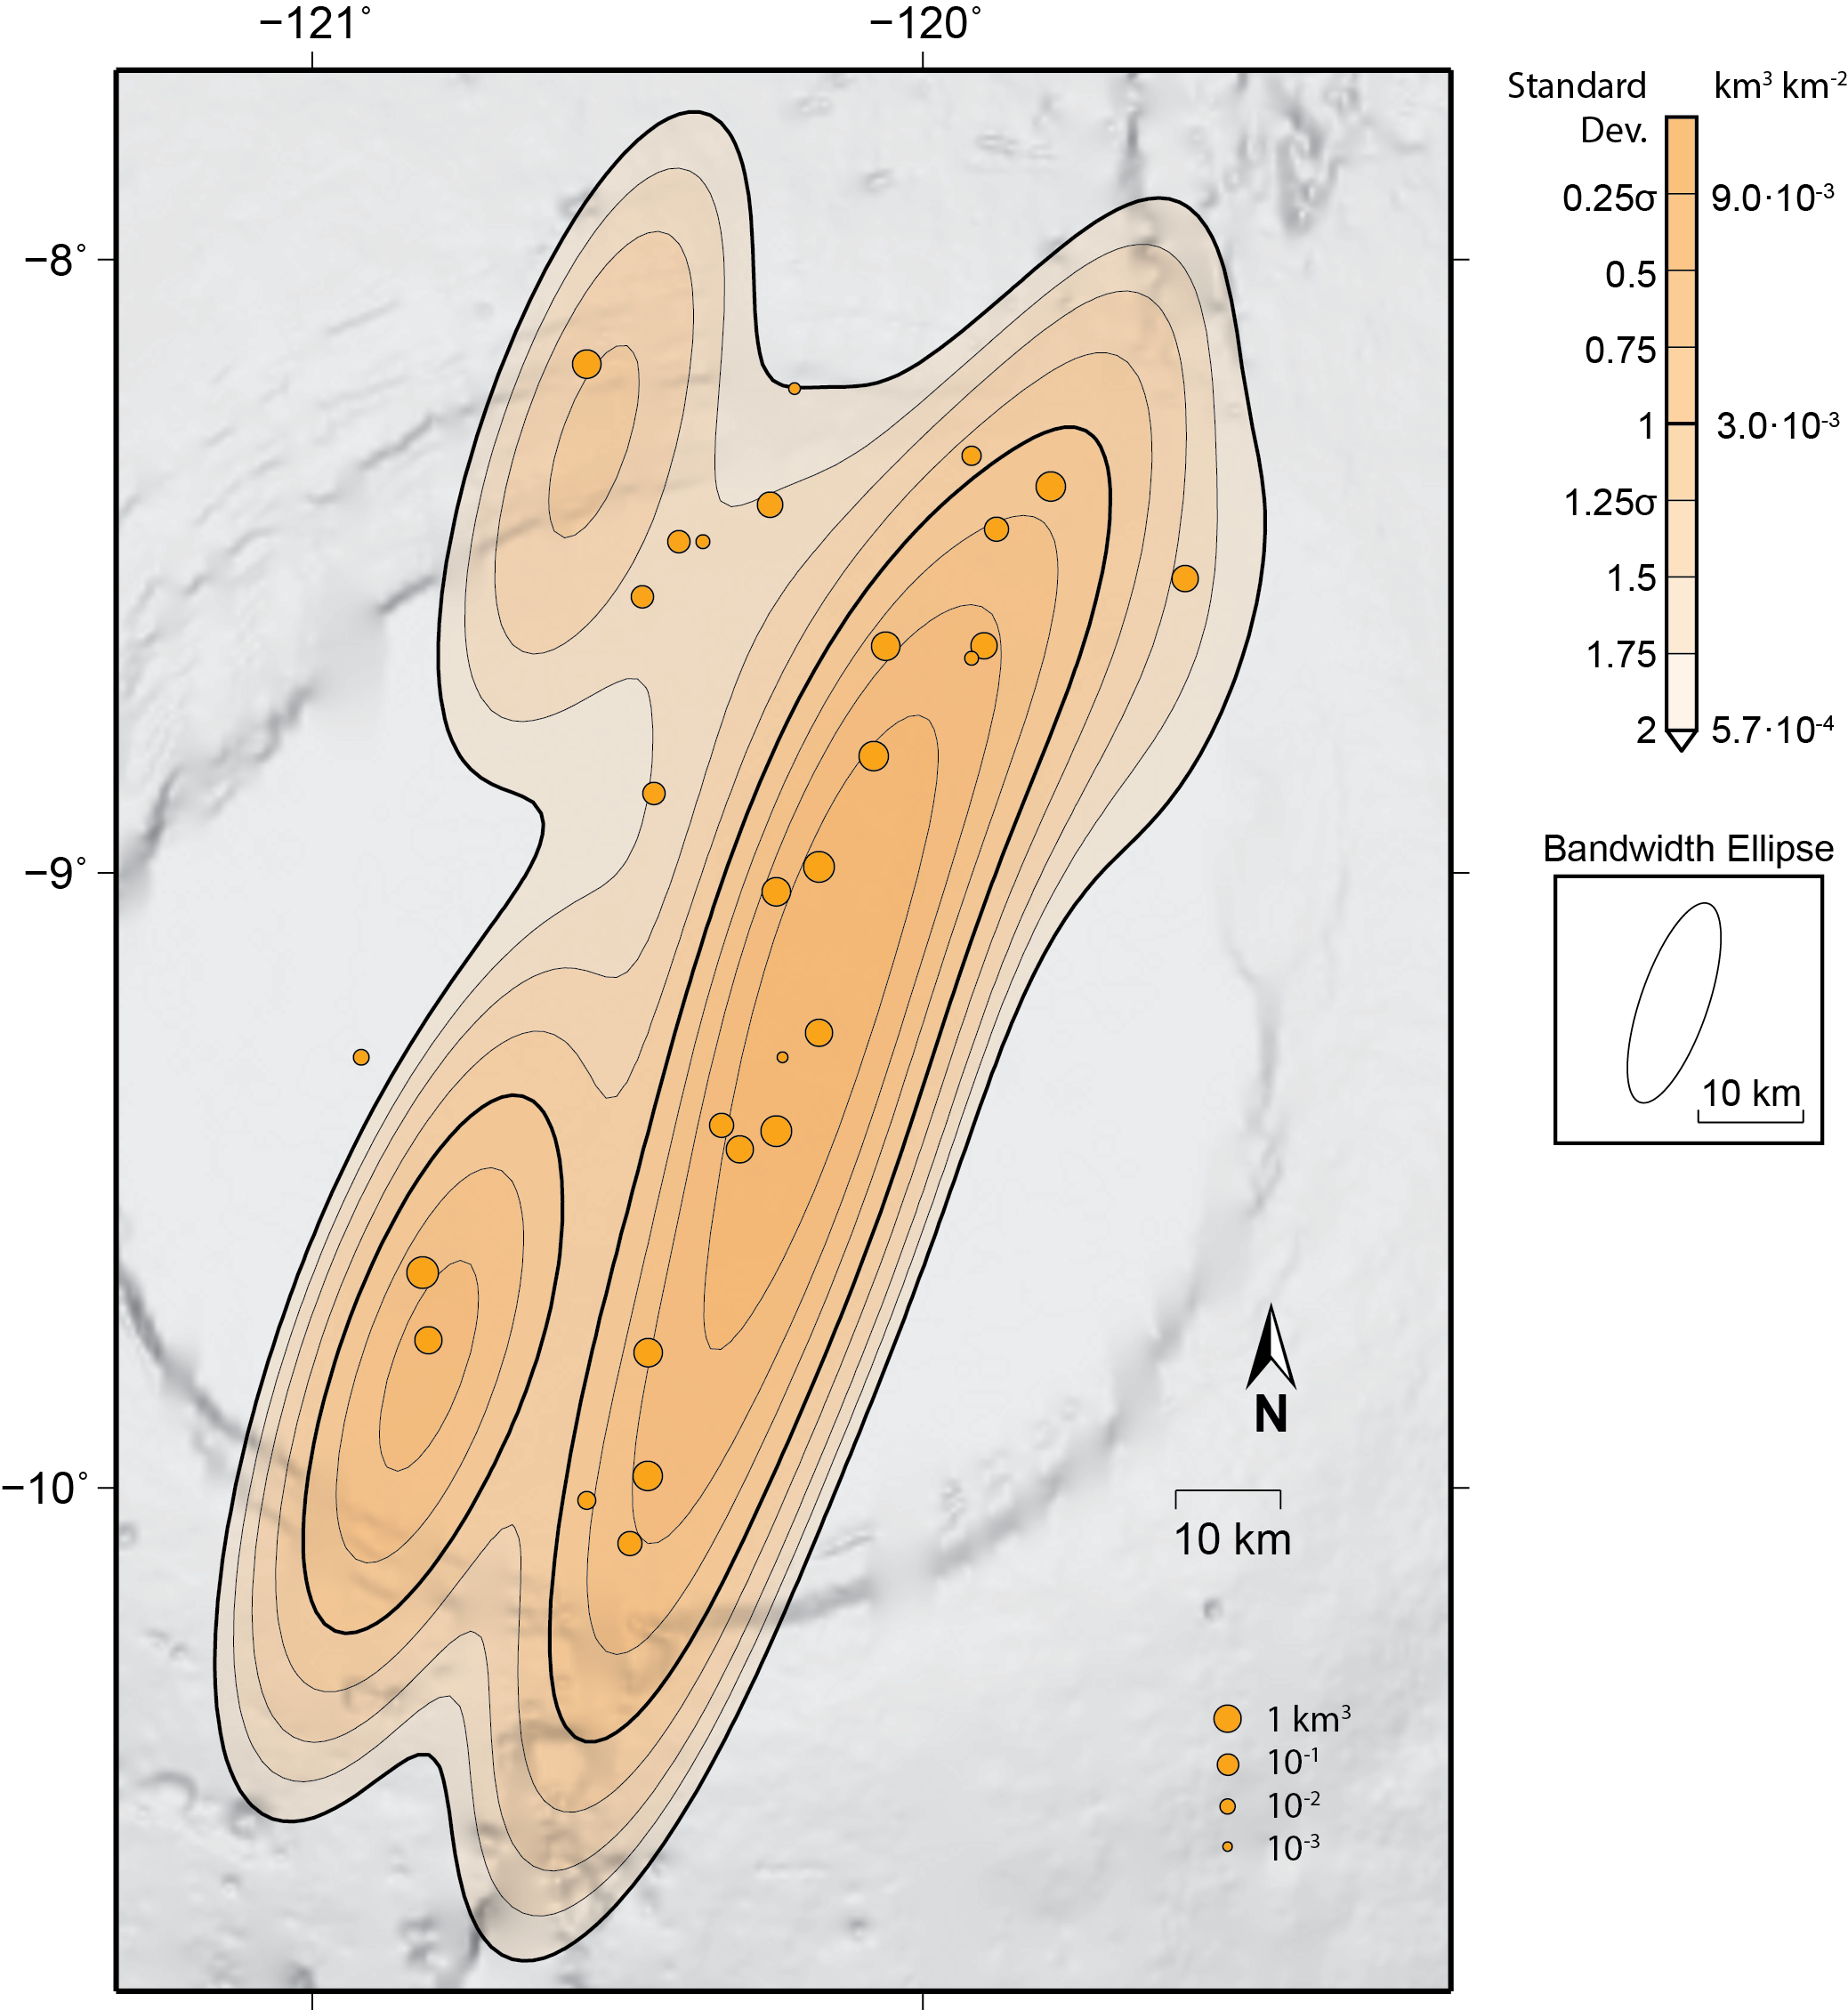 −121° −120°
Standard km³ km⁻²
Dev.
0.25σ 9.0·10⁻³
−8°
0.5
0.75
1 3.0·10⁻³
1.25σ
1.5
1.75
2 5.7·10⁻⁴
Bandwidth Ellipse
−9°
10 km
N
−10°
10 km
1 km³
10⁻¹
10⁻²
10⁻³